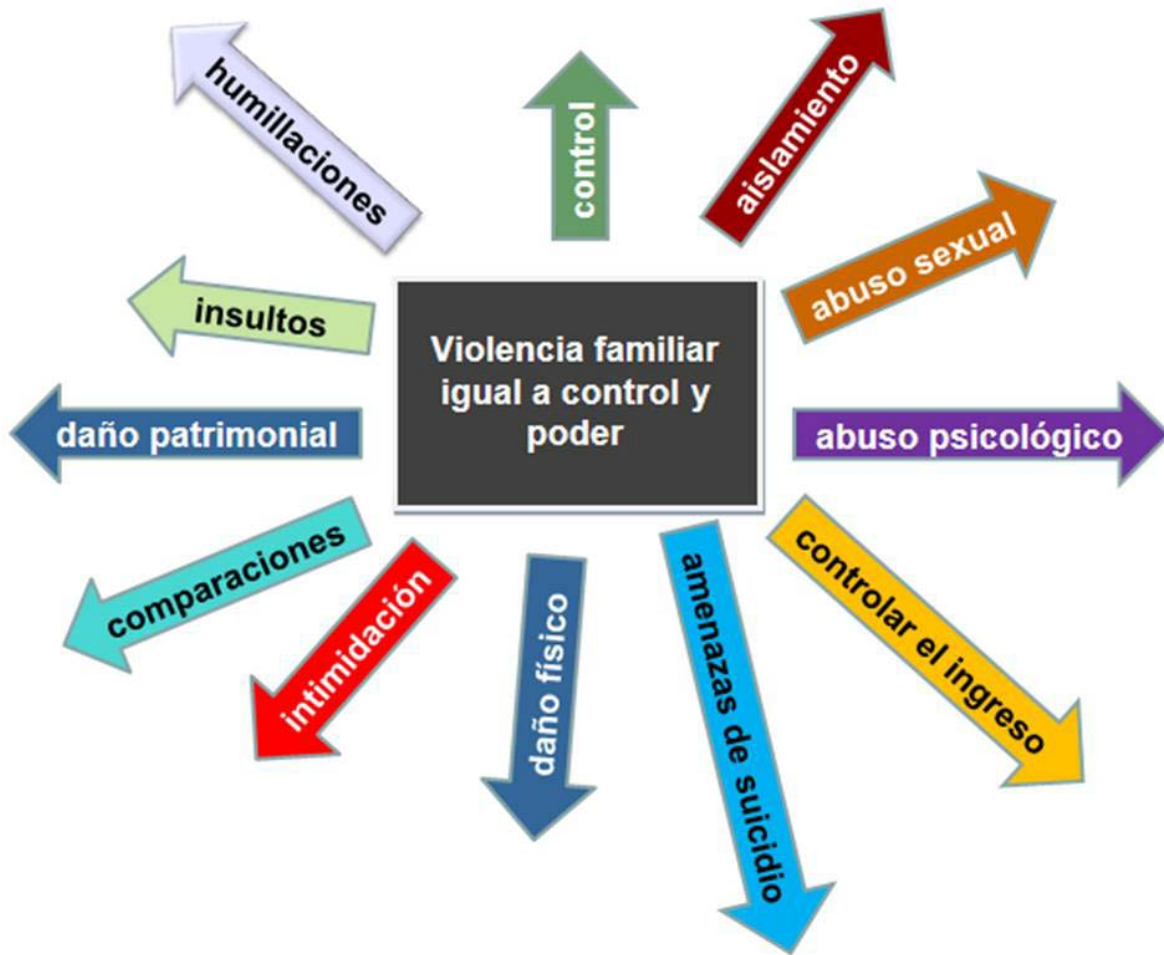 humillaciones
control
aislamiento
abuso sexual
insultos
Violencia familiar
igual a control y
poder
daño patrimonial
abuso psicológico
comparaciones
intimidación
daño físico
amenazas de suicidio
controlar el ingreso